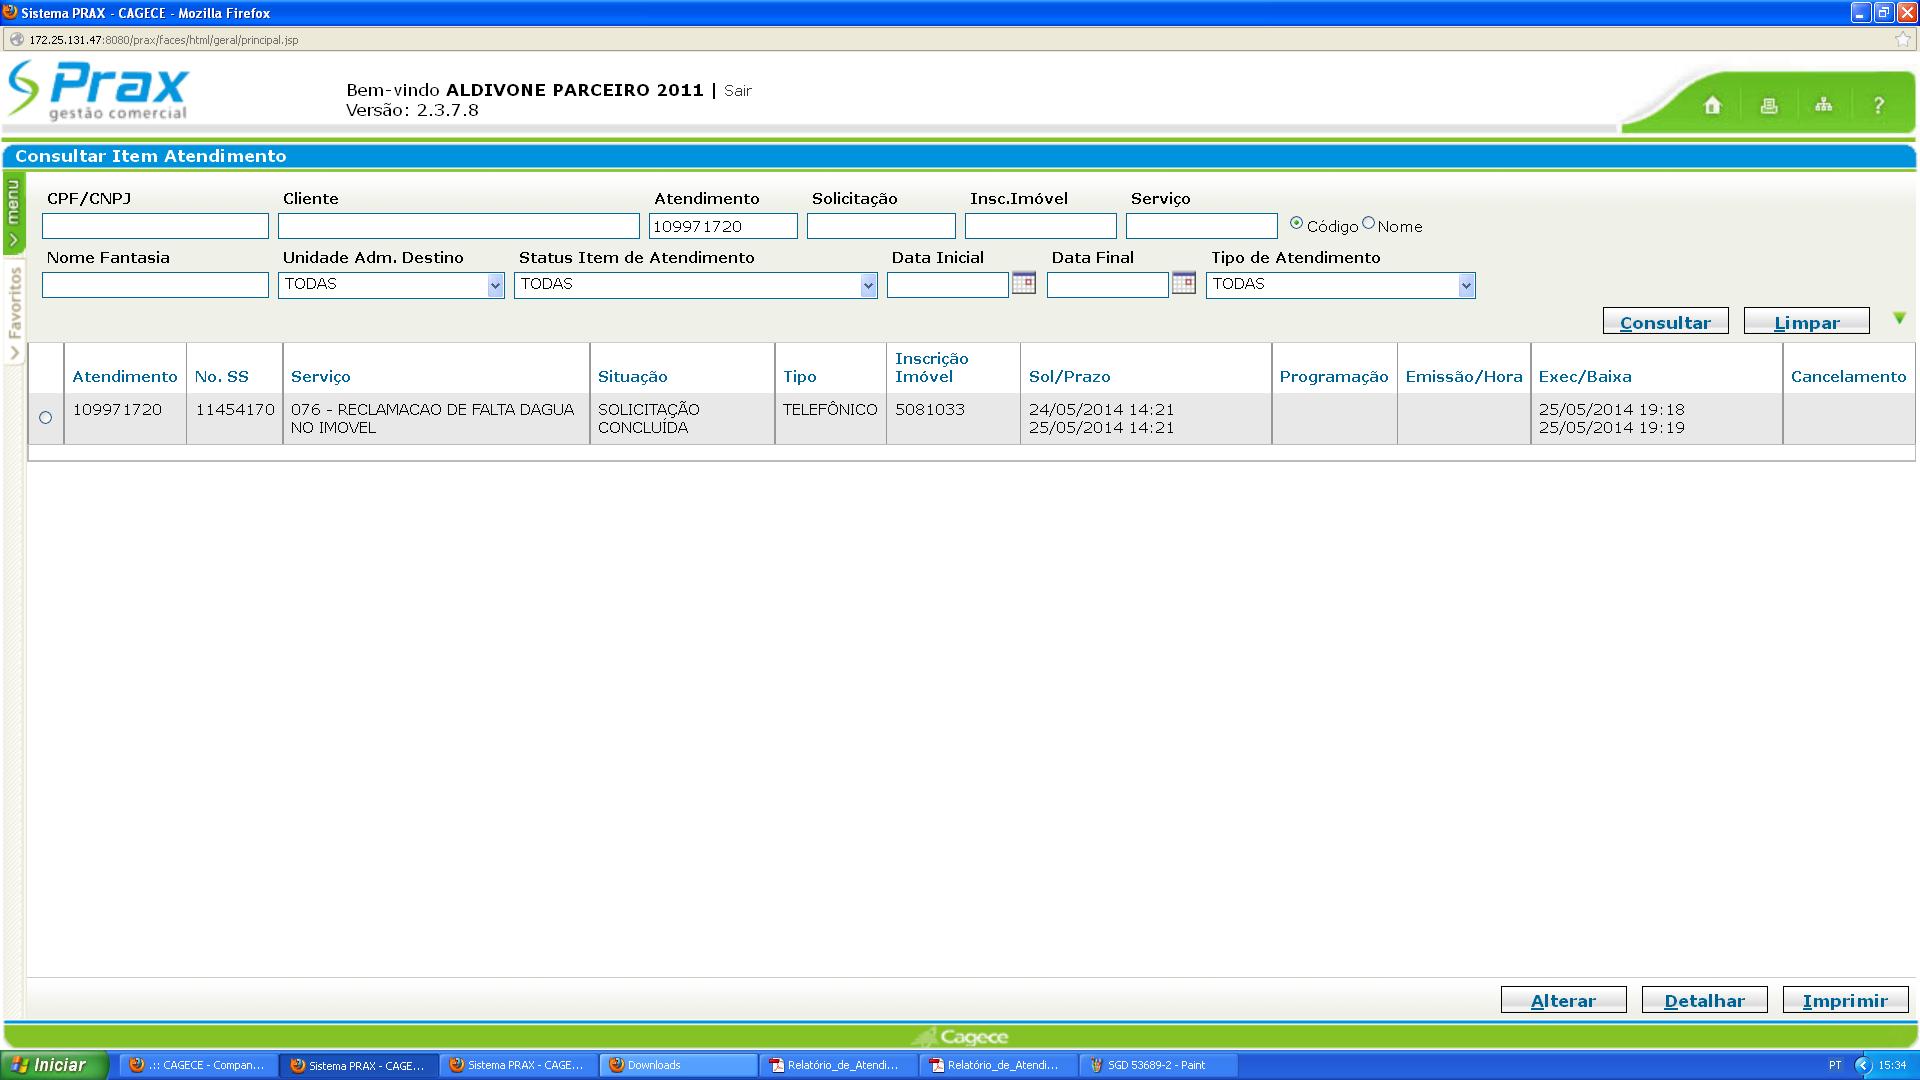 Sistema PRAX - CAGECE - Mozilla Firefox
172.25.131.47:8080/prax/faces/html/geral/principal.jsp
Prax
gestão comercial
Bem-vindo ALDIVONE PARCEIRO 2011 | Sair
Versão: 2.3.7.8
?
Consultar Item Atendimento
> menu
> Favoritos
CPF/CNPJ Cliente Atendimento Solicitação Insc.Imóvel Serviço
109971720 Código Nome
Nome Fantasia Unidade Adm. Destino Status Item de Atendimento Data Inicial Data Final Tipo de Atendimento
TODAS TODAS TODAS
Consultar Limpar
Atendimento No. SS Serviço Situação Tipo Inscrição Imóvel Sol/Prazo Programação Emissão/Hora Exec/Baixa Cancelamento
109971720 11454170 076 - RECLAMACAO DE FALTA DAGUA SOLICITAÇÃO TELEFÔNICO 5081033 24/05/2014 14:21 25/05/2014 19:18
NO IMOVEL CONCLUÍDA 25/05/2014 14:21 25/05/2014 19:19
Alterar Detalhar Imprimir
Cagece
Iniciar .:: CAGECE - Compan... Sistema PRAX - CAGE... Sistema PRAX - CAGE... Downloads Relatório_de_Atendi... Relatório_de_Atendi... SGD 53689-2 - Paint PT 15:34